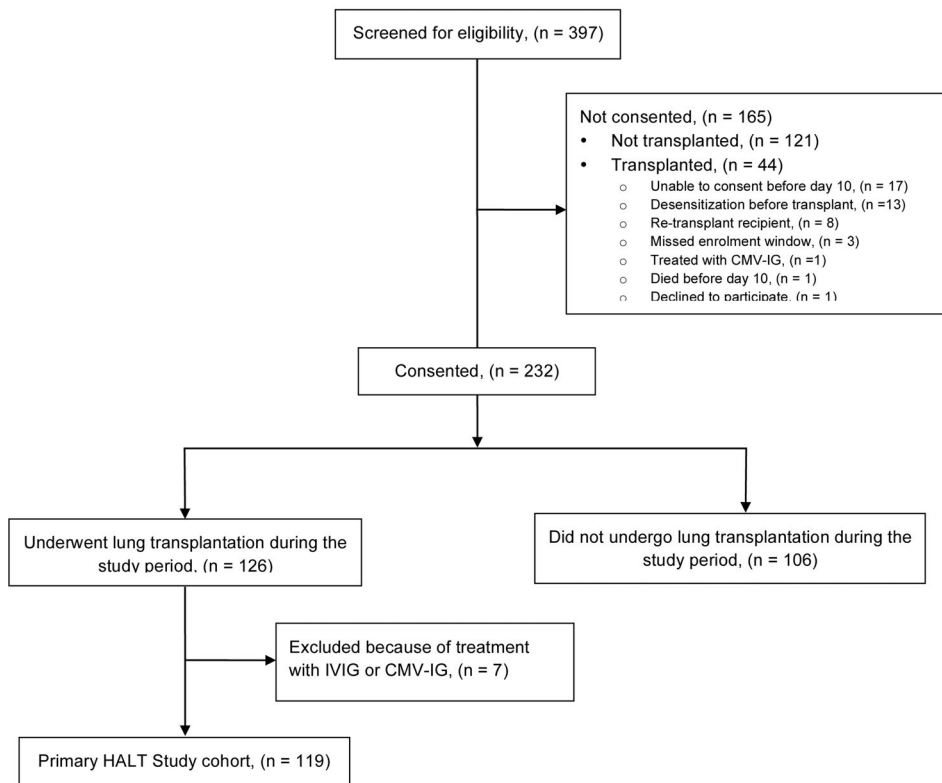 Screened for eligibility, (n = 397)
Not consented, (n = 165)
• Not transplanted, (n = 121)
• Transplanted, (n = 44)
o Unable to consent before day 10, (n = 17)
o Desensitization before transplant, (n =13)
o Re-transplant recipient, (n = 8)
o Missed enrolment window, (n = 3)
o Treated with CMV-IG, (n =1)
o Died before day 10, (n = 1)
o Declined to participate, (n = 1)
Consented, (n = 232)
Underwent lung transplantation during the
study period, (n = 126)
Did not undergo lung transplantation during the
study period, (n = 106)
Excluded because of treatment
with IVIG or CMV-IG, (n = 7)
Primary HALT Study cohort, (n = 119)